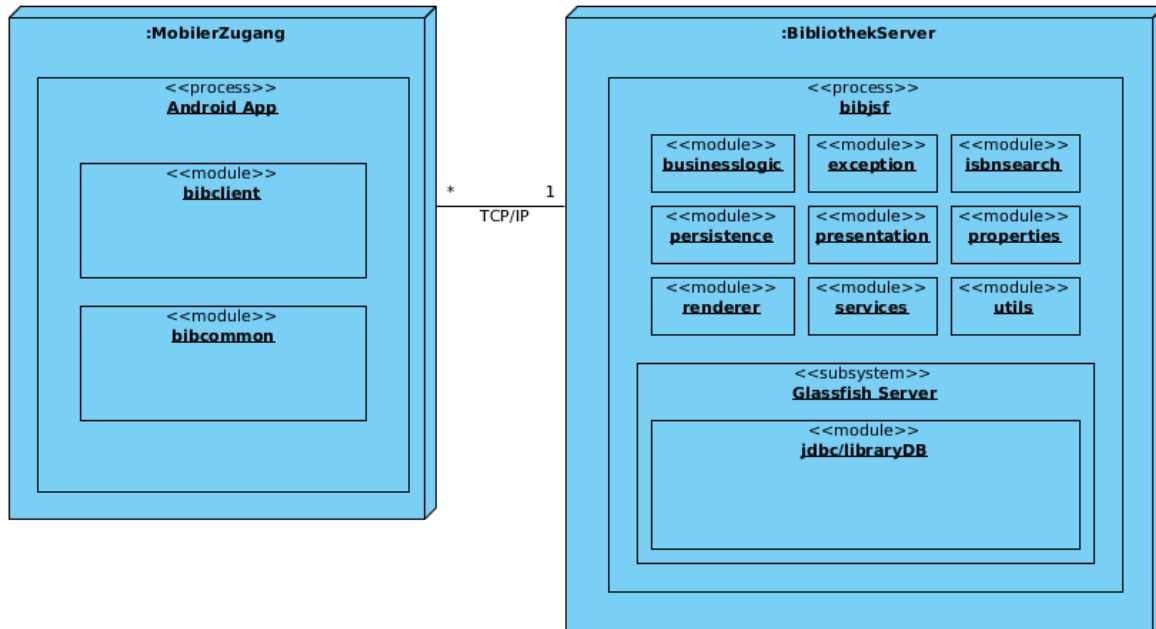 :MobilerZugang
<<process>>
Android App
<<module>>
bibclient
<<module>>
bibcommon
* 1
TCP/IP
:BibliothekServer
<<process>>
bibjsf
<<module>> <<module>> <<module>>
businesslogic exception isbnsearch
<<module>> <<module>> <<module>>
persistence presentation properties
<<module>> <<module>> <<module>>
renderer services utils
<<subsystem>>
Glassfish Server
<<module>>
jdbc/libraryDB